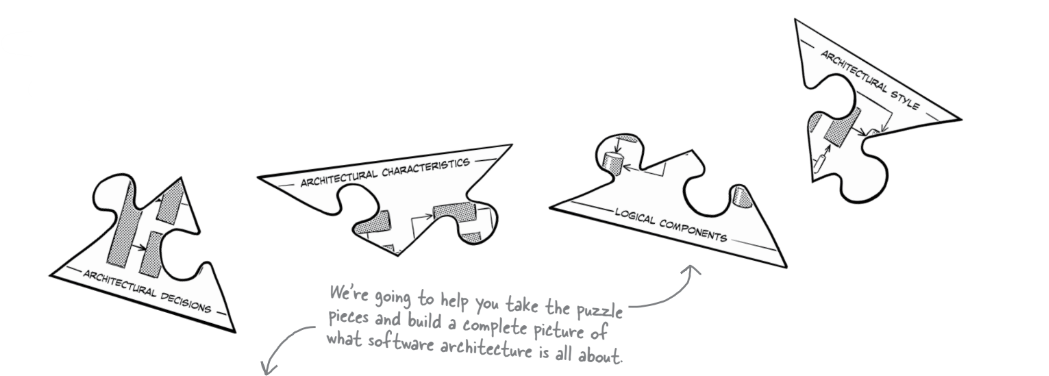 ARCHITECTURAL STYLE
ARCHITECTURAL CHARACTERISTICS
LOGICAL COMPONENTS
ARCHITECTURAL DECISIONS
We're going to help you take the puzzle
pieces and build a complete picture of
what software architecture is all about.